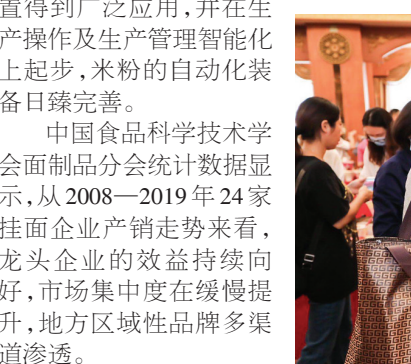 置得到广泛应用，并在生
产操作及生产管理智能化
上起步，米粉的自动化装
备日臻完善。
中国食品科学技术学
会面制品分会统计数据显
示，从2008—2019年24家
挂面企业产销走势来看，
龙头企业的效益持续向
好，市场集中度在缓慢提
升，地方区域性品牌多渠
道渗透。